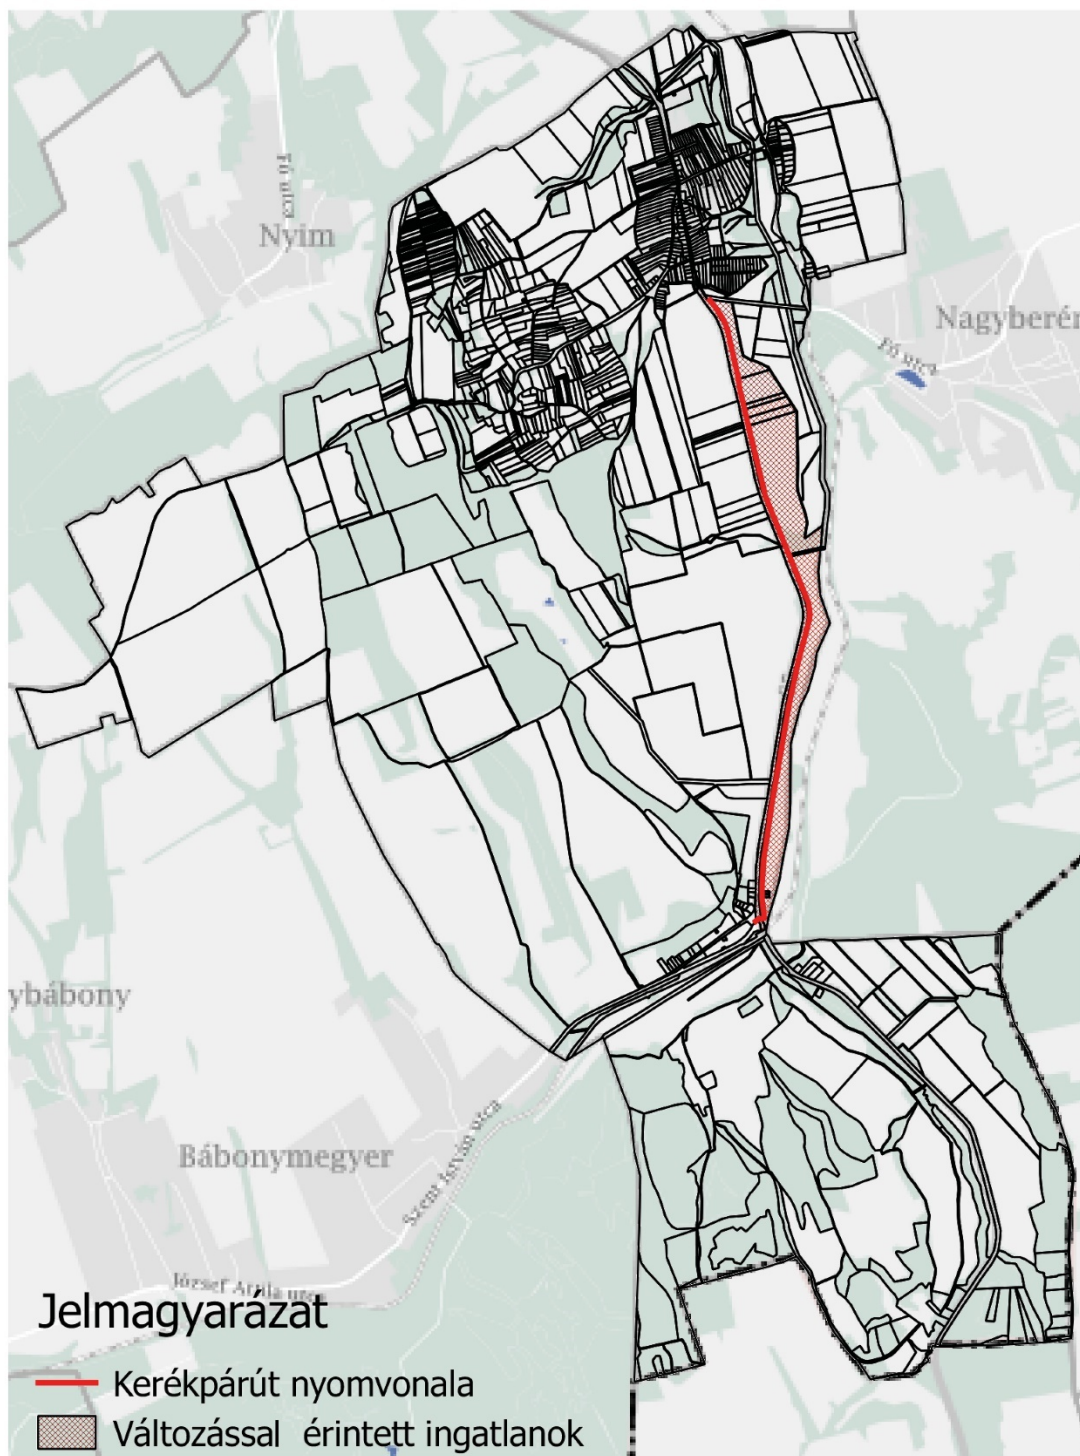 Fő utca
Nyim
Nagyberén
Fő utca
ybábony
Bábonymegyer
Szent István utca
József Attila utca
Jelmagyarázat
Kerékpárút nyomvonala
Változással érintett ingatlanok